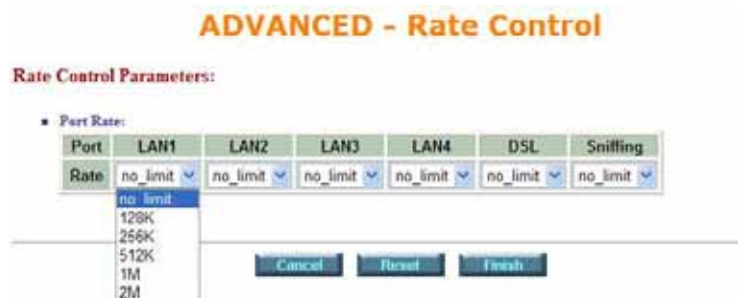 ADVANCED - Rate Control
Rate Control Parameters:
Port Rate:
Port LAN1 LAN2 LAN3 LAN4 DSL Sniffing
Rate no_limit no_limit no_limit no_limit no_limit no_limit
no_limit
128K
256K
512K
1M
2M
Cancel Reset Finish